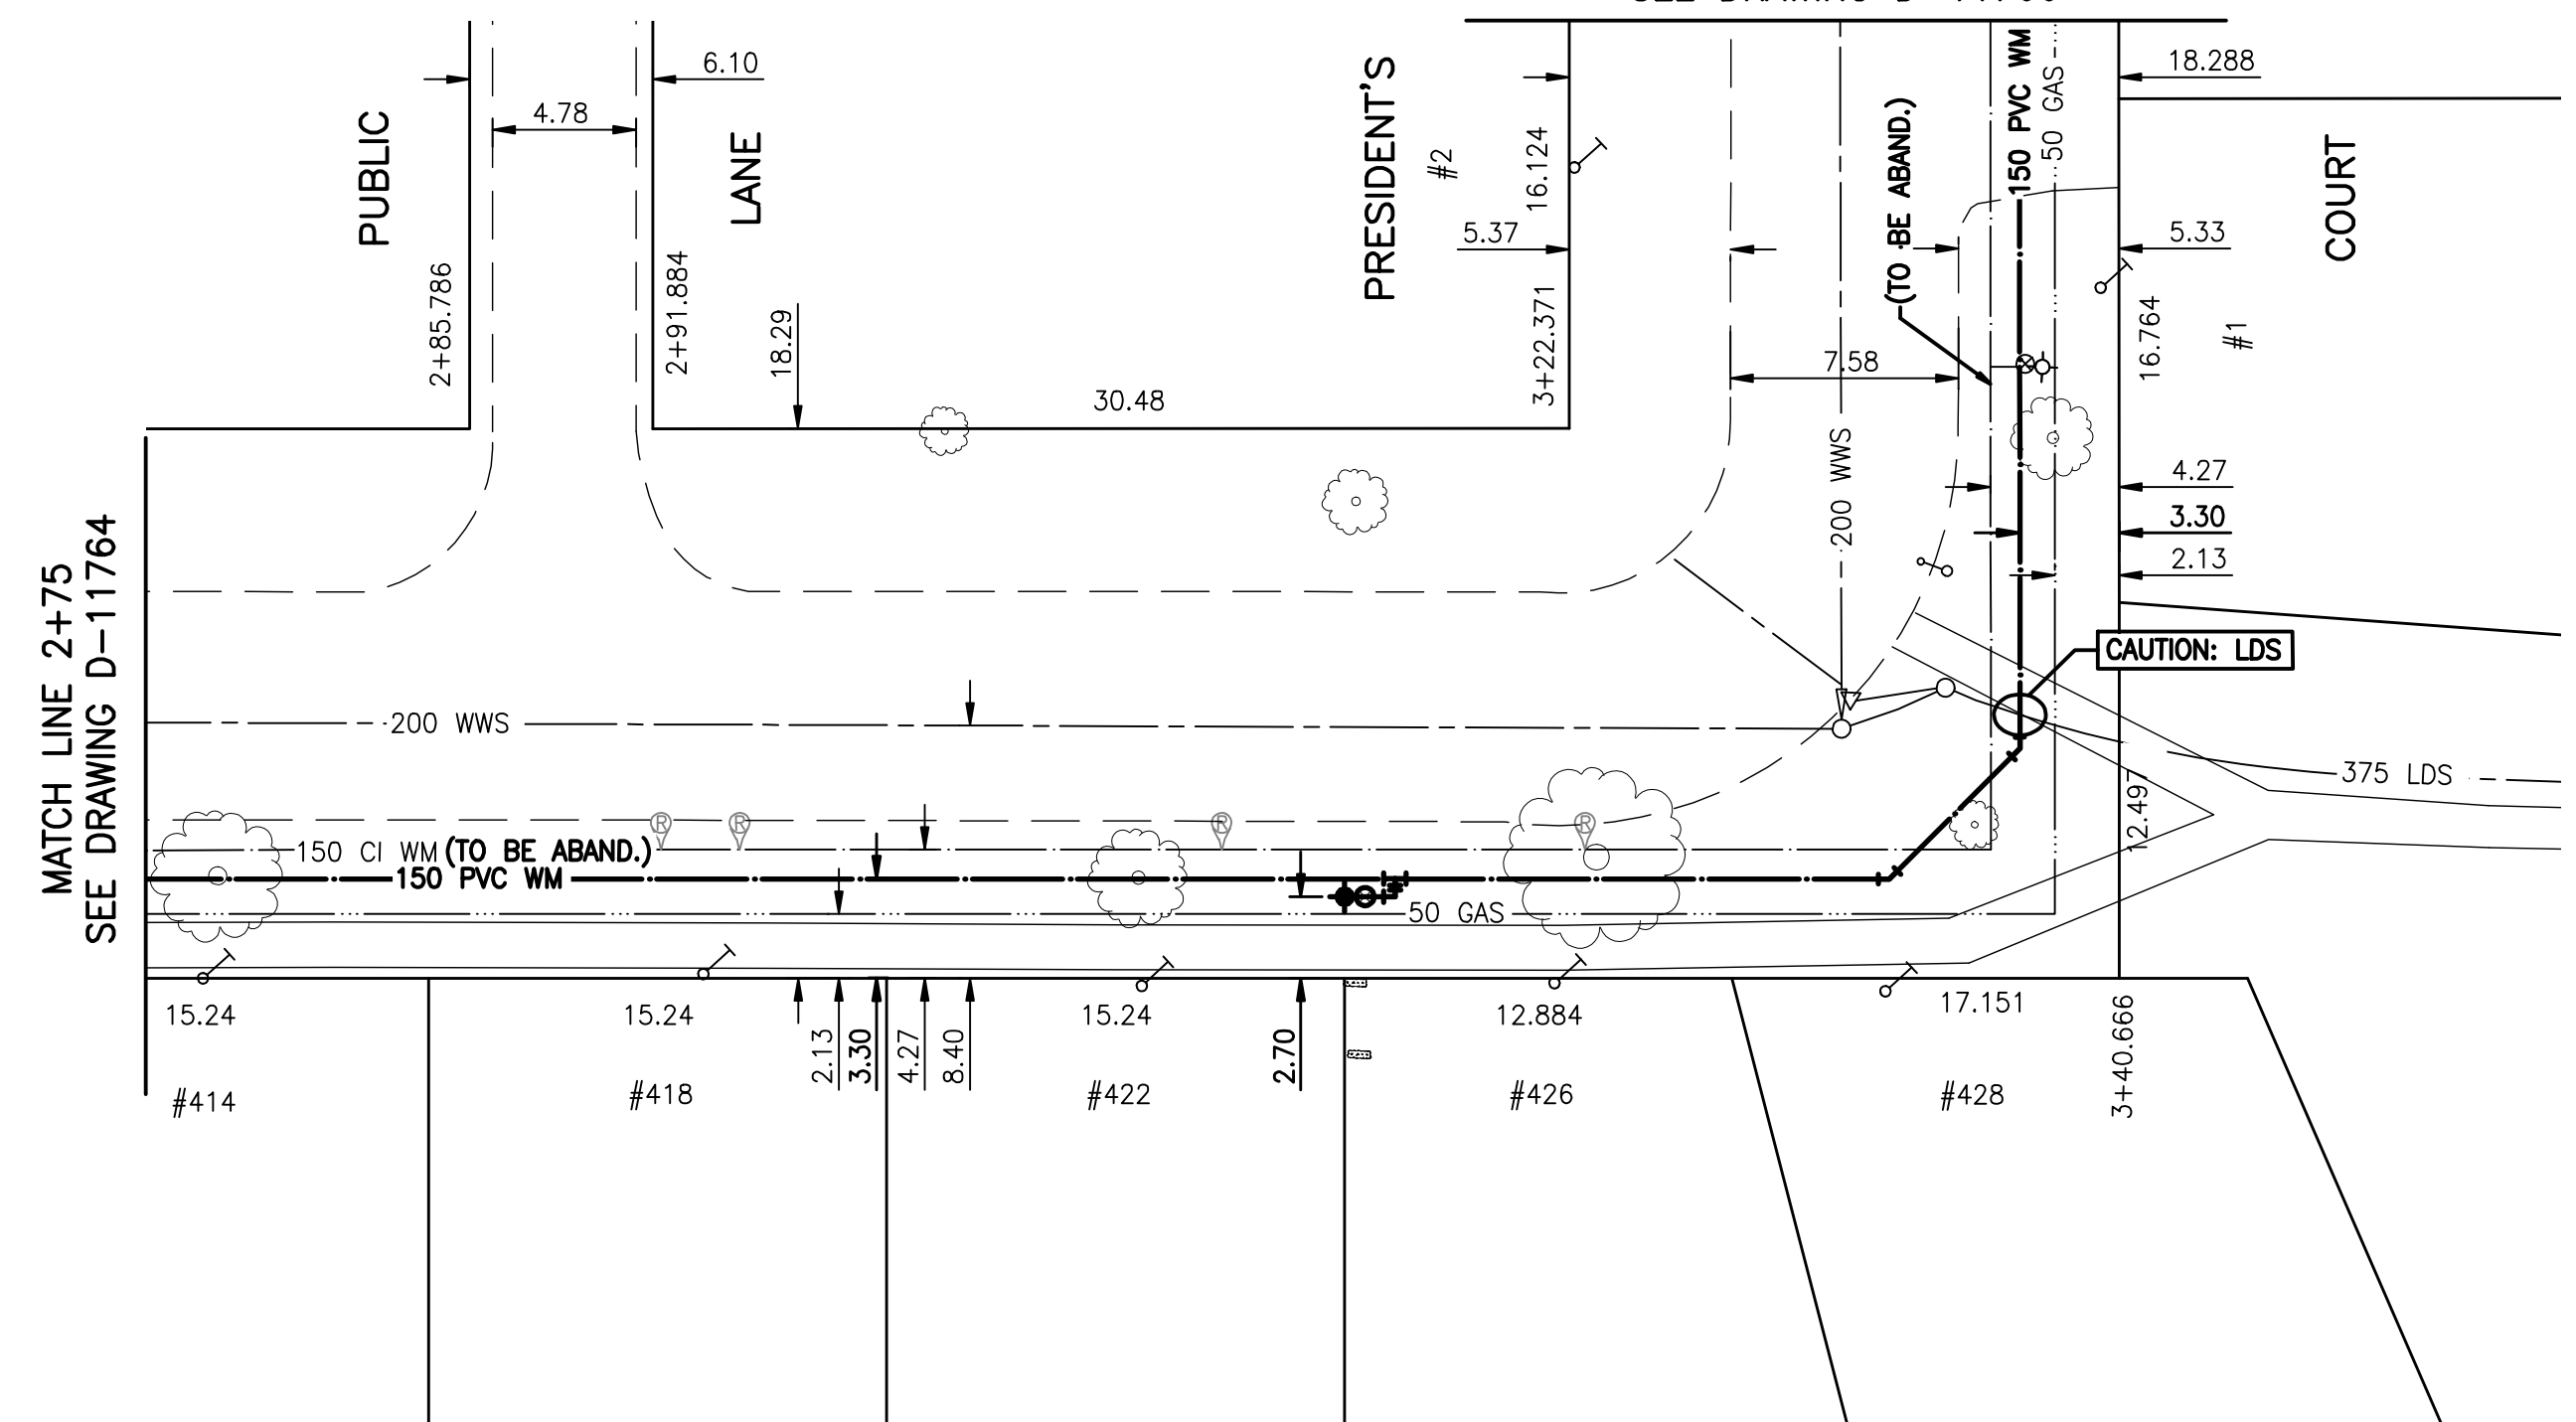 6.10
18.288
4.78
PUBLIC
LANE
PRESIDENT'S
#2
16.124
(TO BE ABAND.)
150 PVC WM
50 GAS
COURT
5.37
5.33
2+85.786
2+91.884
18.29
3+22.371
16.764
#1
7.58
30.48
200 WWS
4.27
3.30
2.13
MATCH LINE 2+75
SEE DRAWING D-11764
CAUTION: LDS
200 WWS
375 LDS
12.497
R
R
R
R
150 CI WM (TO BE ABAND.)
150 PVC WM
50 GAS
15.24
15.24
15.24
12.884
17.151
2.13
3.30
4.27
8.40
2.70
3+40.666
#414
#418
#422
#426
#428